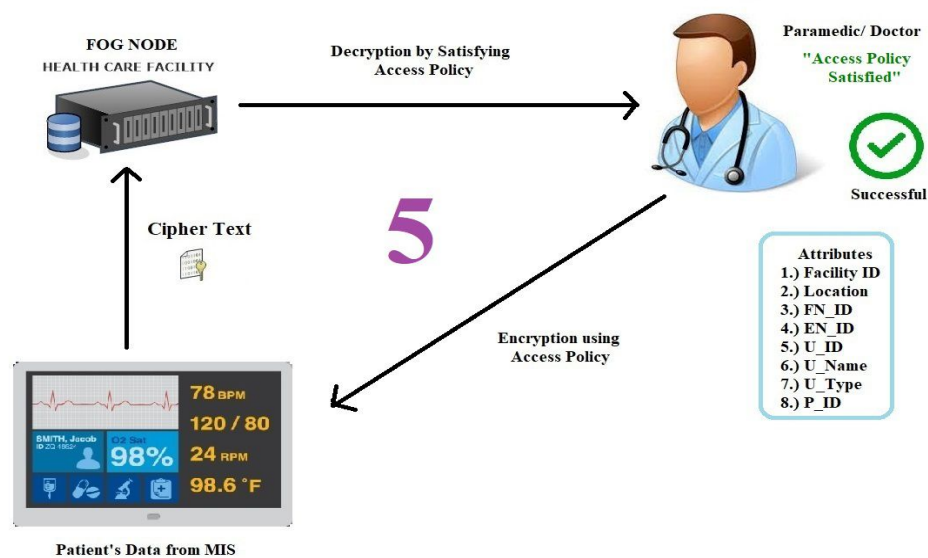 FOG NODE
HEALTH CARE FACILITY
Decryption by Satisfying
Access Policy
Paramedic/ Doctor
"Access Policy
Satisfied"
Successful
Cipher Text
5
Attributes
1.) Facility ID
2.) Location
3.) FN_ID
4.) EN_ID
5.) U_ID
6.) U_Name
7.) U_Type
8.) P_ID
Encryption using
Access Policy
78 BPM
120 / 80
SMITH, Jacob
ID ZQ
O2 Sat
98%
24 RPM
98.6 °F
Patient's Data from MIS